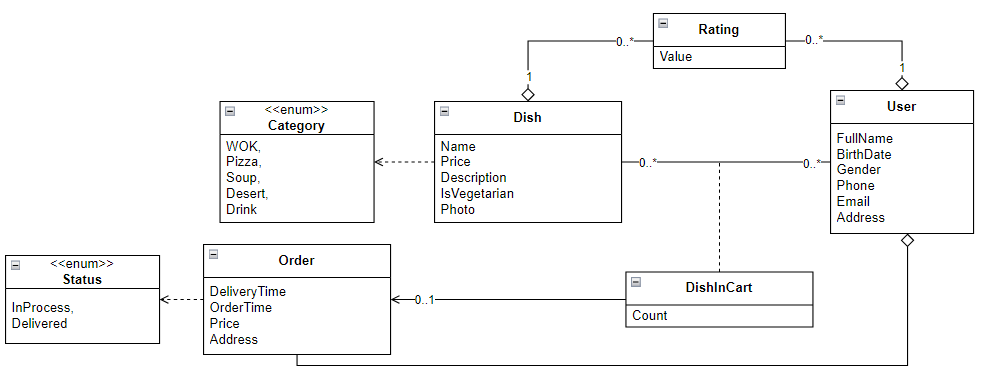 Rating
Value
0..*
0..*
1
1
<<enum>>
Category
WOK,
Pizza,
Soup,
Desert,
Drink
Dish
Name
Price
Description
IsVegetarian
Photo
0..*
0..*
User
FullName
BirthDate
Gender
Phone
Email
Address
<<enum>>
Status
InProcess,
Delivered
Order
DeliveryTime
OrderTime
Price
Address
0..1
DishInCart
Count